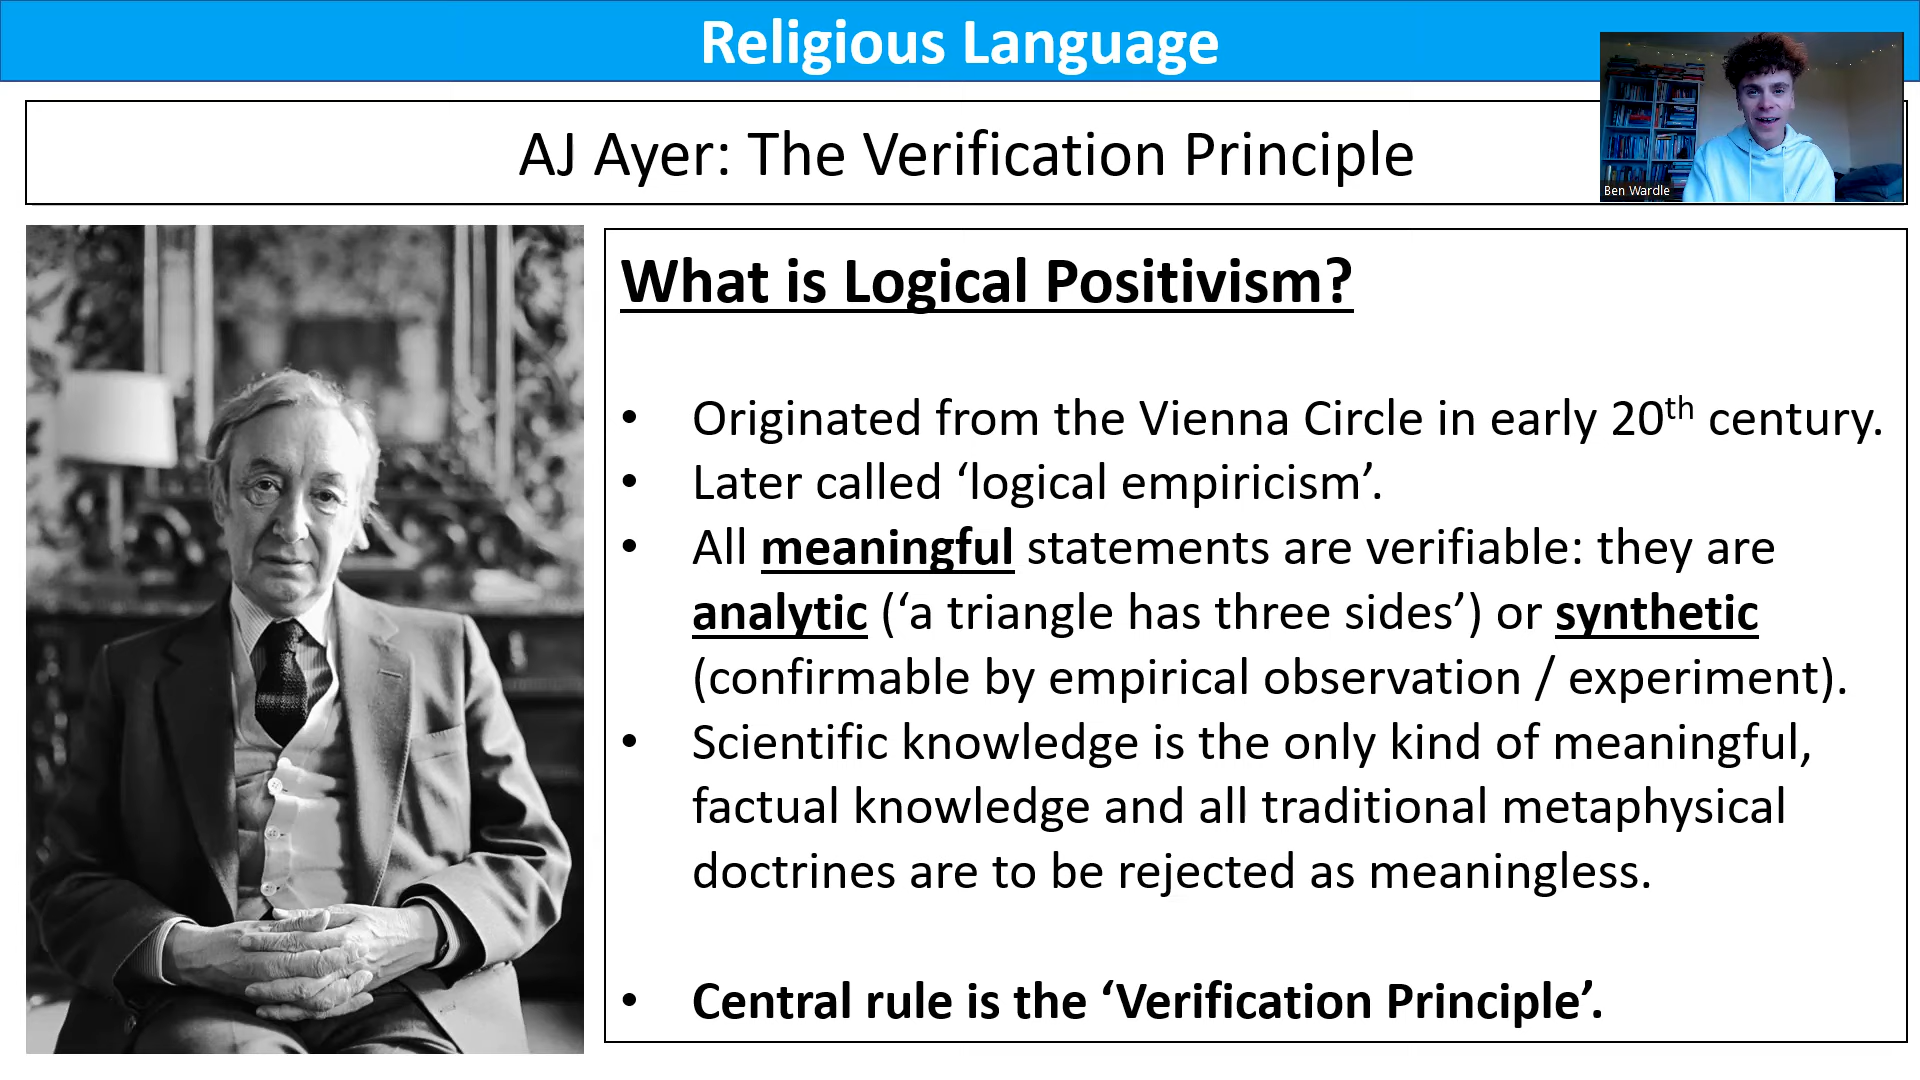 Religious Language
AJ Ayer: The Verification Principle
Ben Wardle
What is Logical Positivism?
• Originated from the Vienna Circle in early 20th century.
• Later called ‘logical empiricism’.
• All meaningful statements are verifiable: they are
analytic (‘a triangle has three sides’) or synthetic
(confirmable by empirical observation / experiment).
• Scientific knowledge is the only kind of meaningful,
factual knowledge and all traditional metaphysical
doctrines are to be rejected as meaningless.
• Central rule is the ‘Verification Principle’.